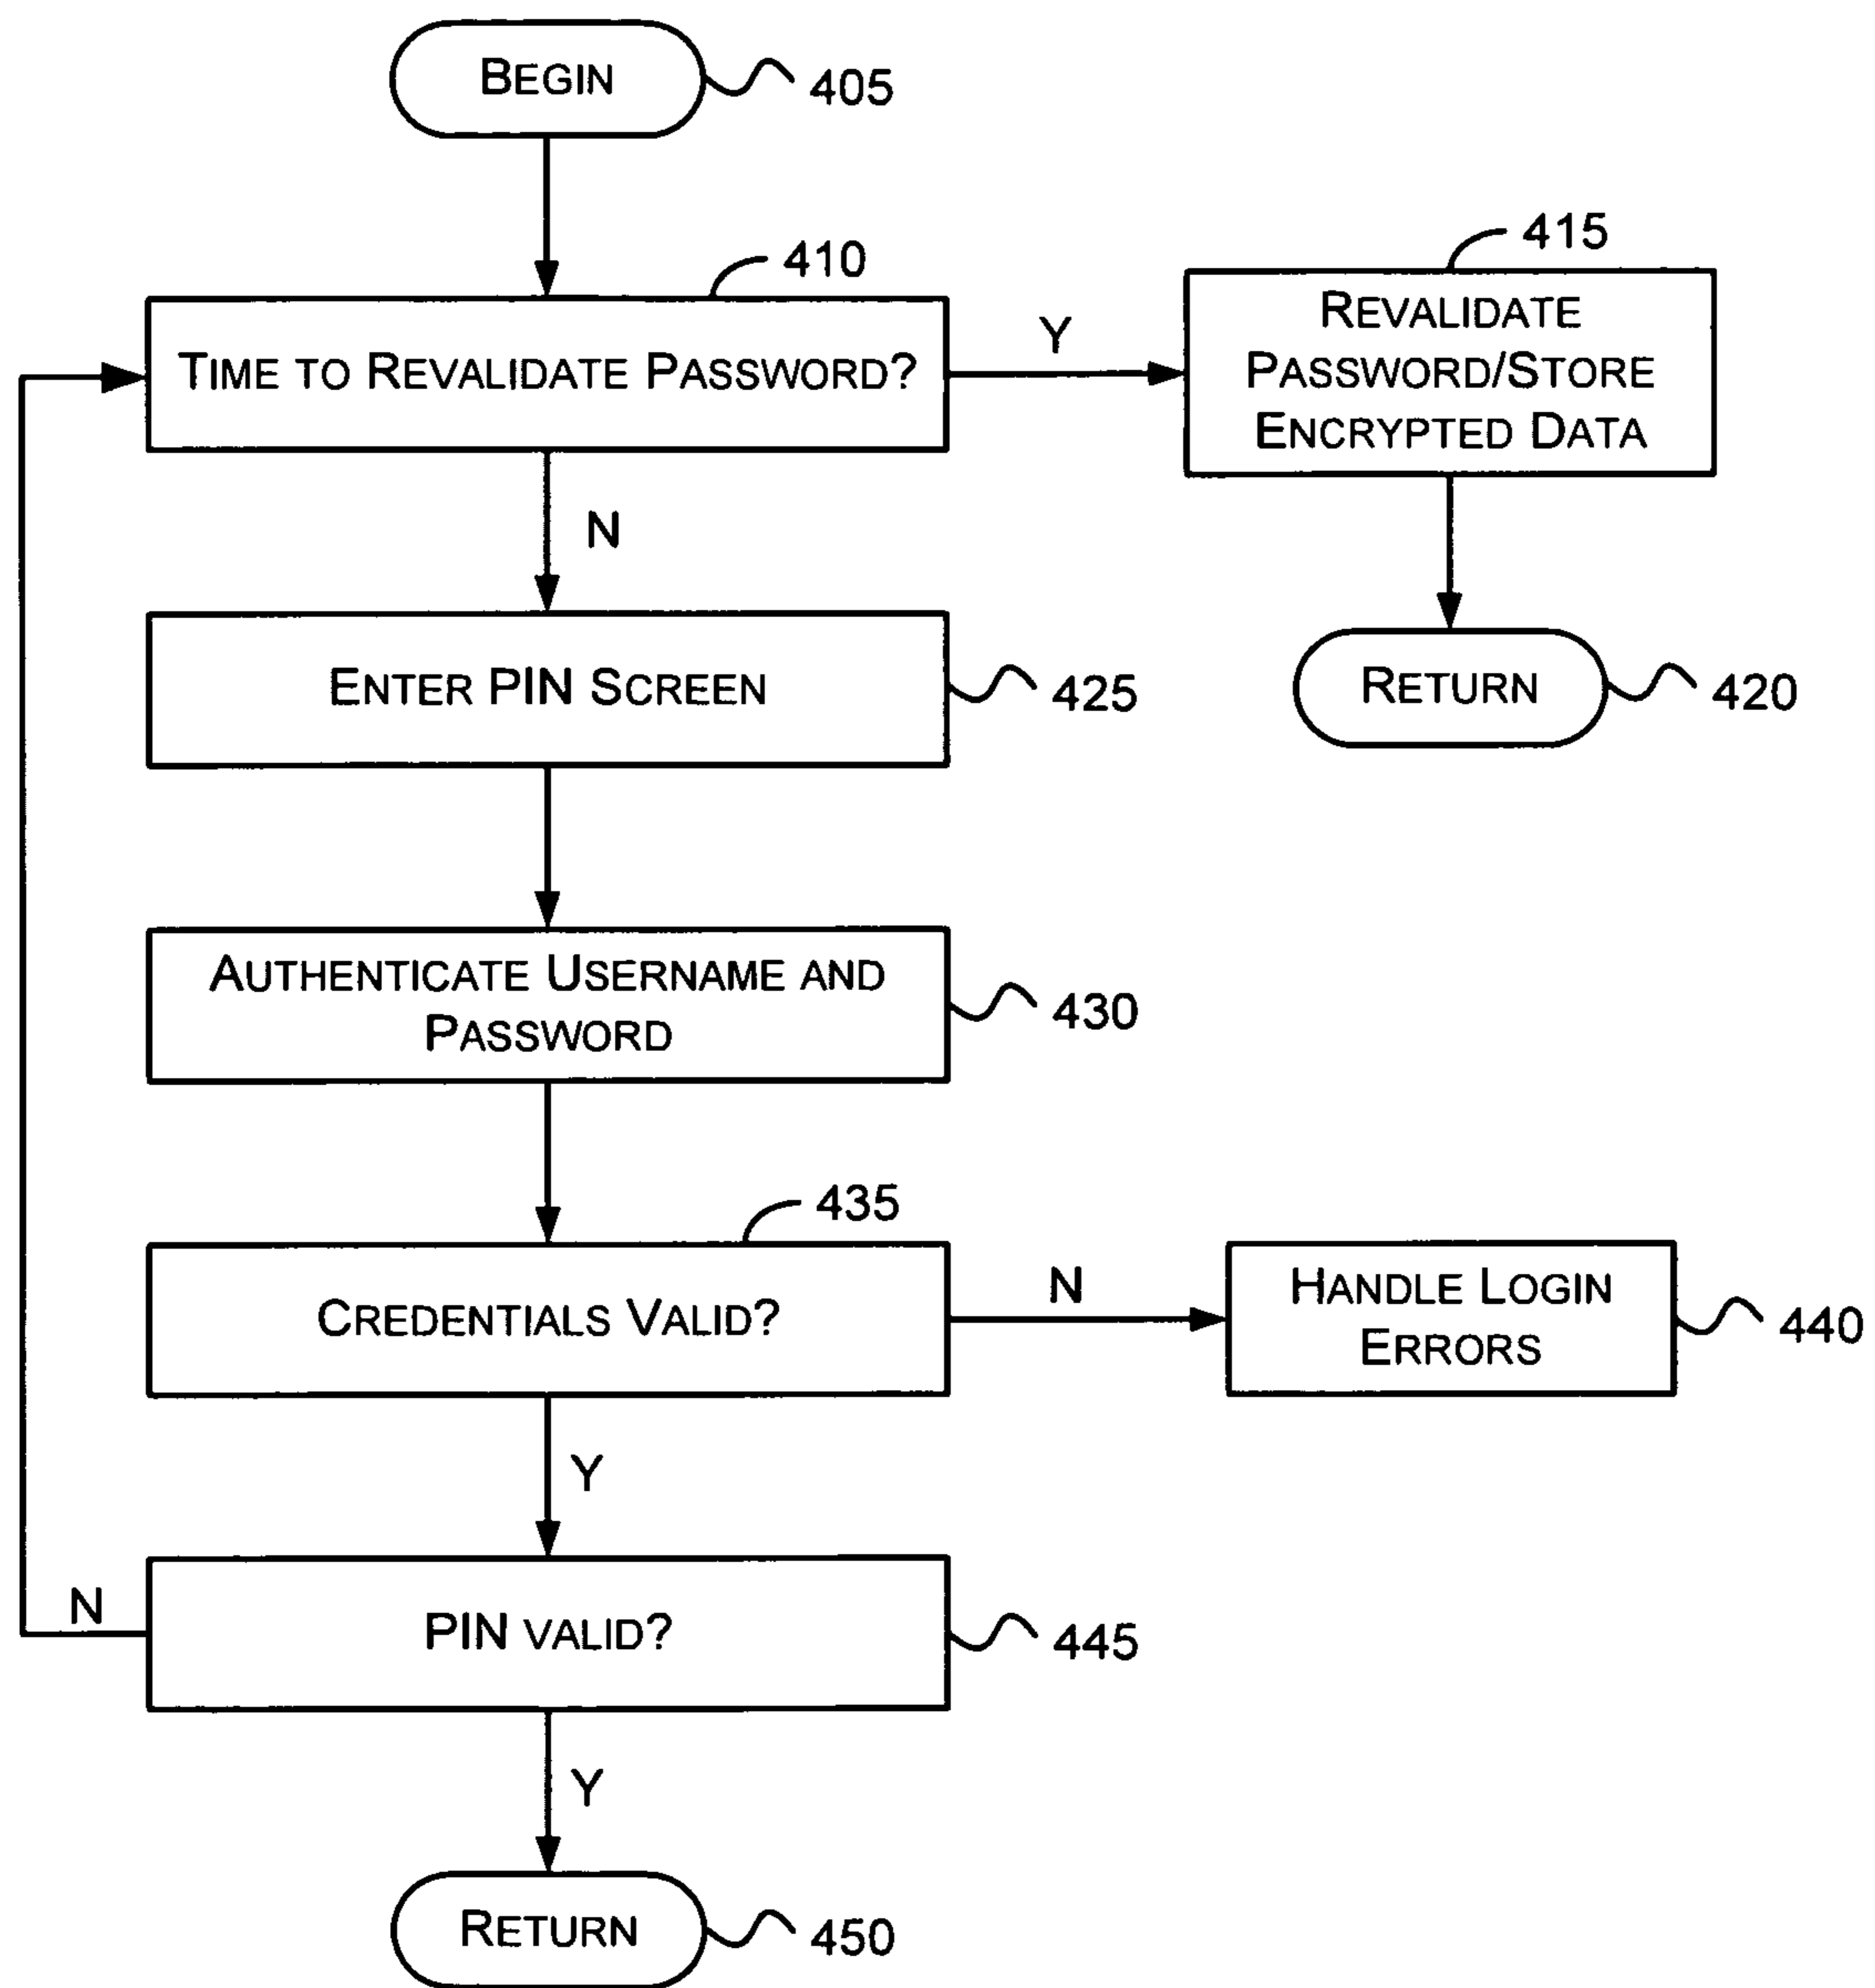 BEGIN
405
410
TIME TO REVALIDATE PASSWORD?
Y
415
REVALIDATE
PASSWORD/STORE
ENCRYPTED DATA
N
ENTER PIN SCREEN
425
RETURN
420
AUTHENTICATE USERNAME AND
PASSWORD
430
435
CREDENTIALS VALID?
N
HANDLE LOGIN
ERRORS
440
Y
N
PIN VALID?
445
Y
RETURN
450